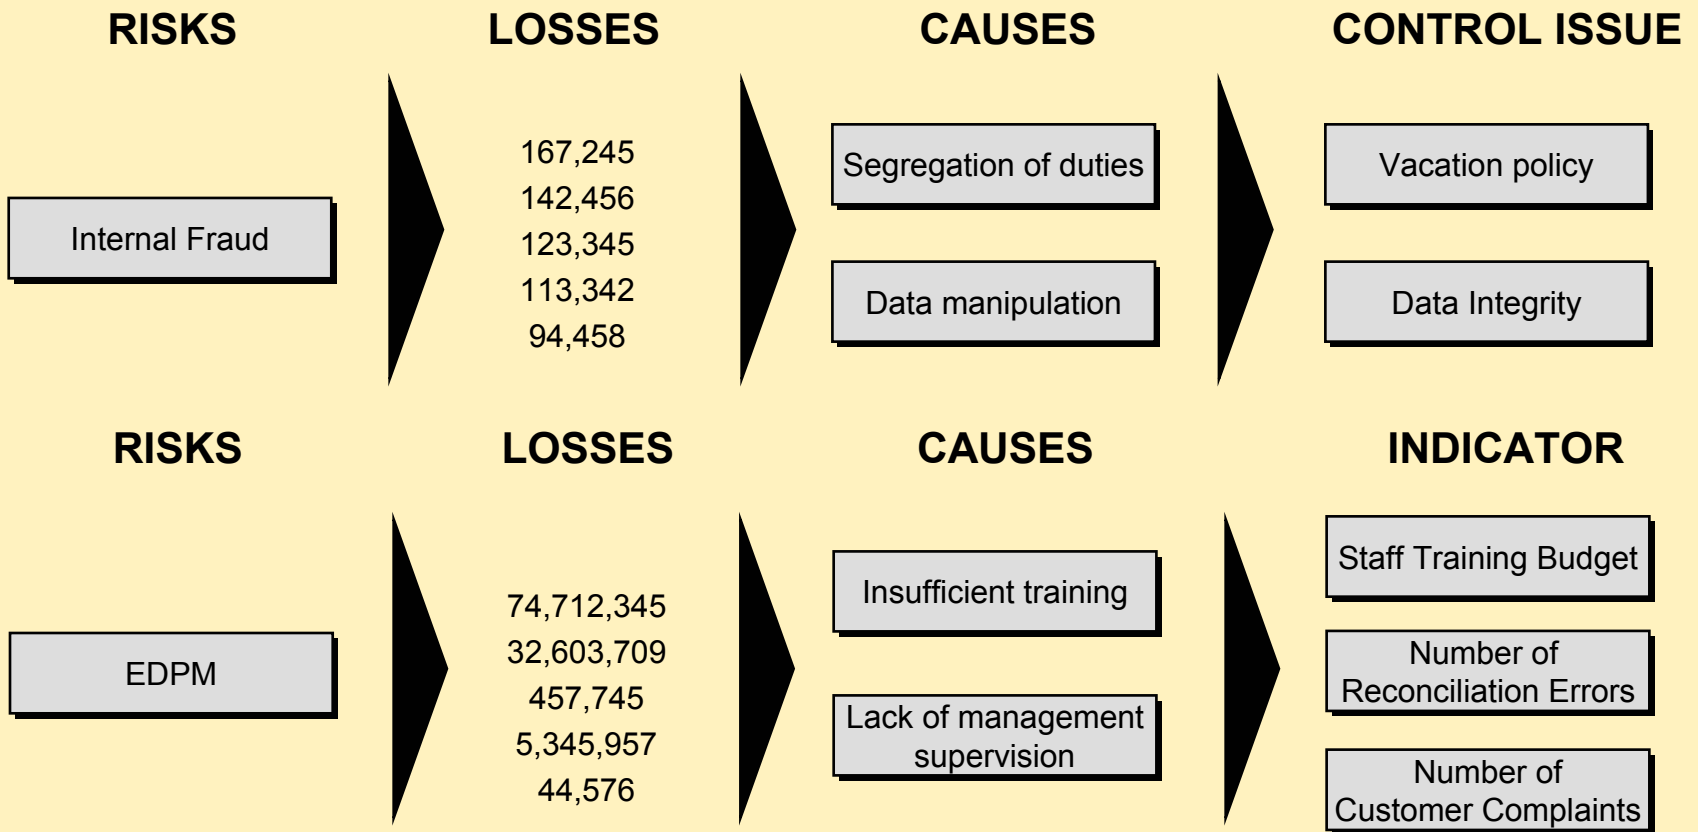 RISKS
LOSSES
CAUSES
CONTROL ISSUE
Internal Fraud
167,245
142,456
123,345
113,342
94,458
Segregation of duties
Data manipulation
Vacation policy
Data Integrity
RISKS
LOSSES
CAUSES
INDICATOR
EDPM
74,712,345
32,603,709
457,745
5,345,957
44,576
Insufficient training
Lack of management
supervision
Staff Training Budget
Number of
Reconciliation Errors
Number of
Customer Complaints